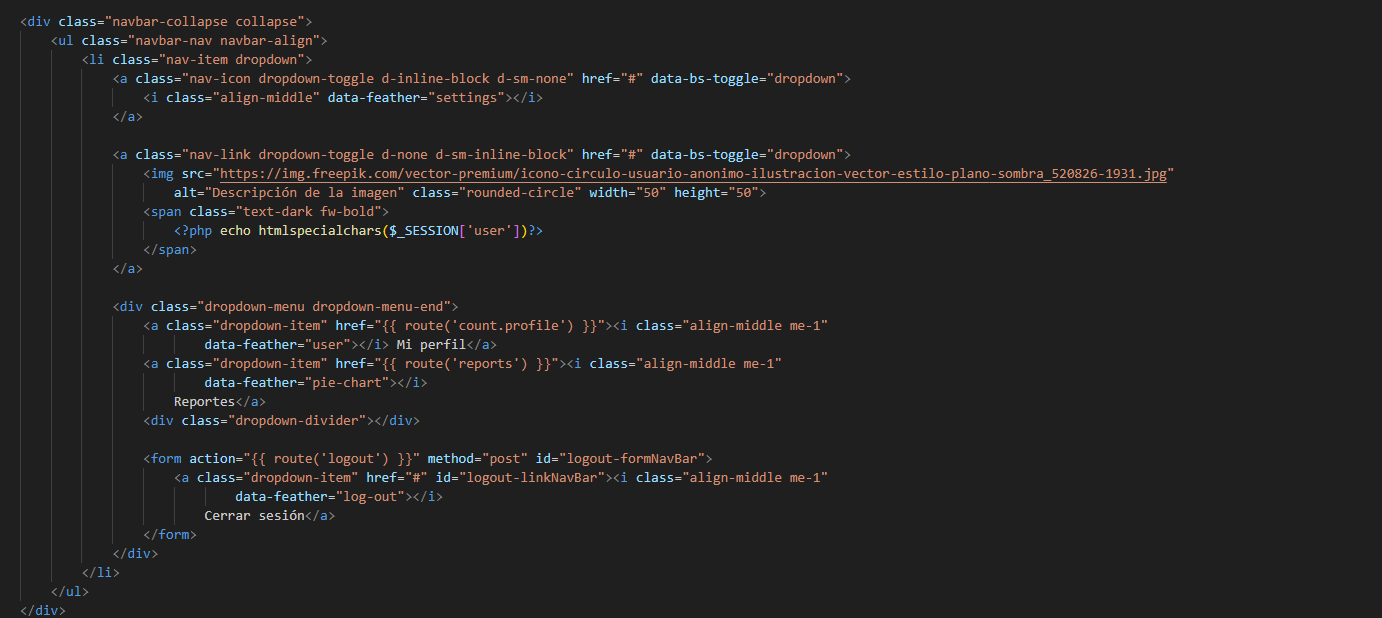 <div class="navbar-collapse collapse">
<ul class="navbar-nav navbar-align">
<li class="nav-item dropdown">
<a class="nav-icon dropdown-toggle d-inline-block d-sm-none" href="#" data-bs-toggle="dropdown">
<i class="align-middle" data-feather="settings"></i>
</a>
<a class="nav-link dropdown-toggle d-none d-sm-inline-block" href="#" data-bs-toggle="dropdown">
<img src="https://img.freepik.com/vector-premium/icono-circulo-usuario-anonimo-ilustracion-vector-estilo-plano-sombra_520826-1931.jpg"
alt="Descripción de la imagen" class="rounded-circle" width="50" height="50">
<span class="text-dark fw-bold">
<?php echo htmlspecialchars($_SESSION['user'])?>
</span>
</a>
<div class="dropdown-menu dropdown-menu-end">
<a class="dropdown-item" href="{{ route('count.profile') }}"><i class="align-middle me-1"
data-feather="user"></i> Mi perfil</a>
<a class="dropdown-item" href="{{ route('reports') }}"><i class="align-middle me-1"
data-feather="pie-chart"></i>
Reportes</a>
<div class="dropdown-divider"></div>
<form action="{{ route('logout') }}" method="post" id="logout-formNavBar">
<a class="dropdown-item" href="#" id="logout-linkNavBar"><i class="align-middle me-1"
data-feather="log-out"></i>
Cerrar sesión</a>
</form>
</div>
</li>
</ul>
</div>